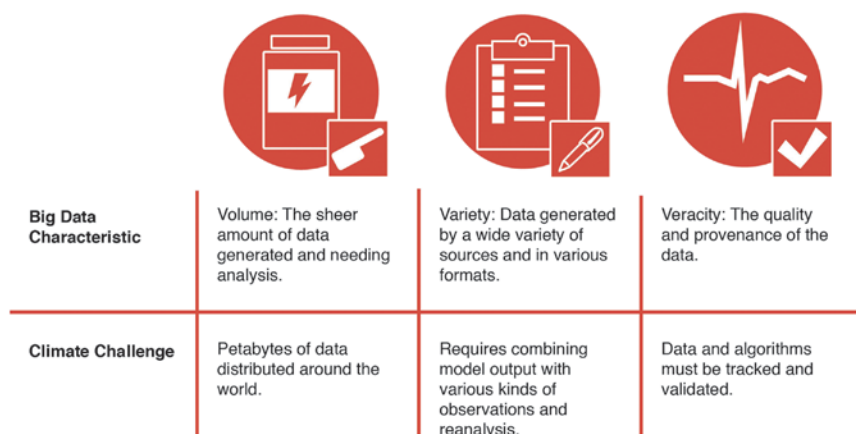 Big Data
Characteristic
Volume: The sheer
amount of data
generated and needing
analysis.
Variety: Data generated
by a wide variety of
sources and in various
formats.
Veracity: The quality
and provenance of the
data.
Climate Challenge
Petabytes of data
distributed around the
world.
Requires combining
model output with
various kinds of
observations and
reanalysis.
Data and algorithms
must be tracked and
validated.